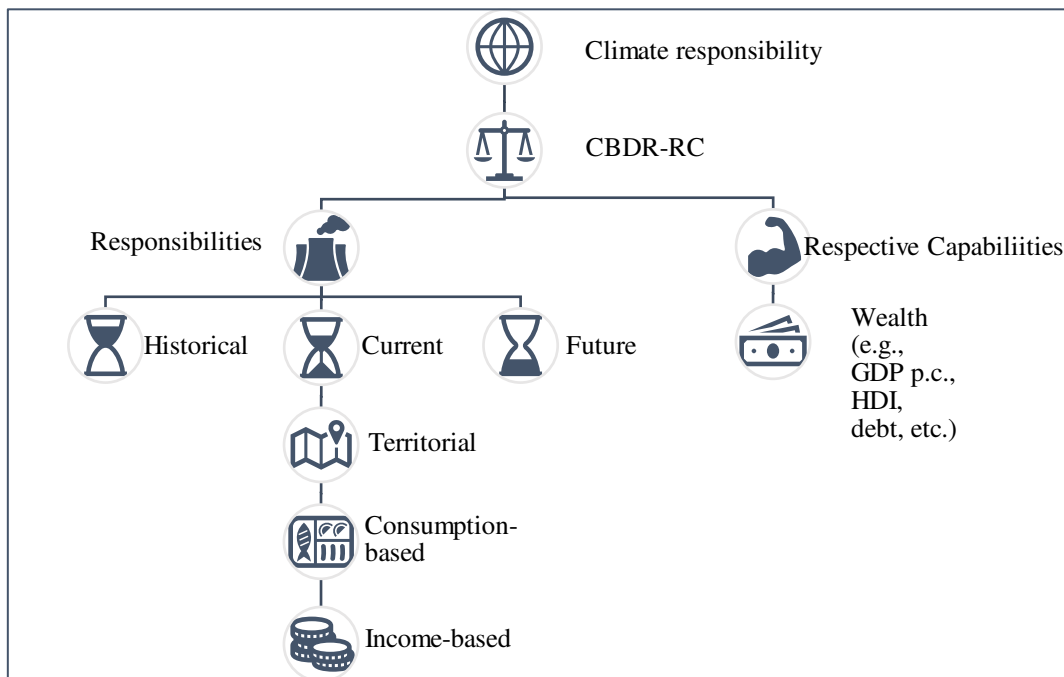 Climate responsibility
CBDR-RC
Responsibilities
Respective Capabiliities
Historical
Current
Future
Wealth
(e.g.,
GDP p.c.,
HDI,
debt, etc.)
Territorial
Consumption-
based
Income-based